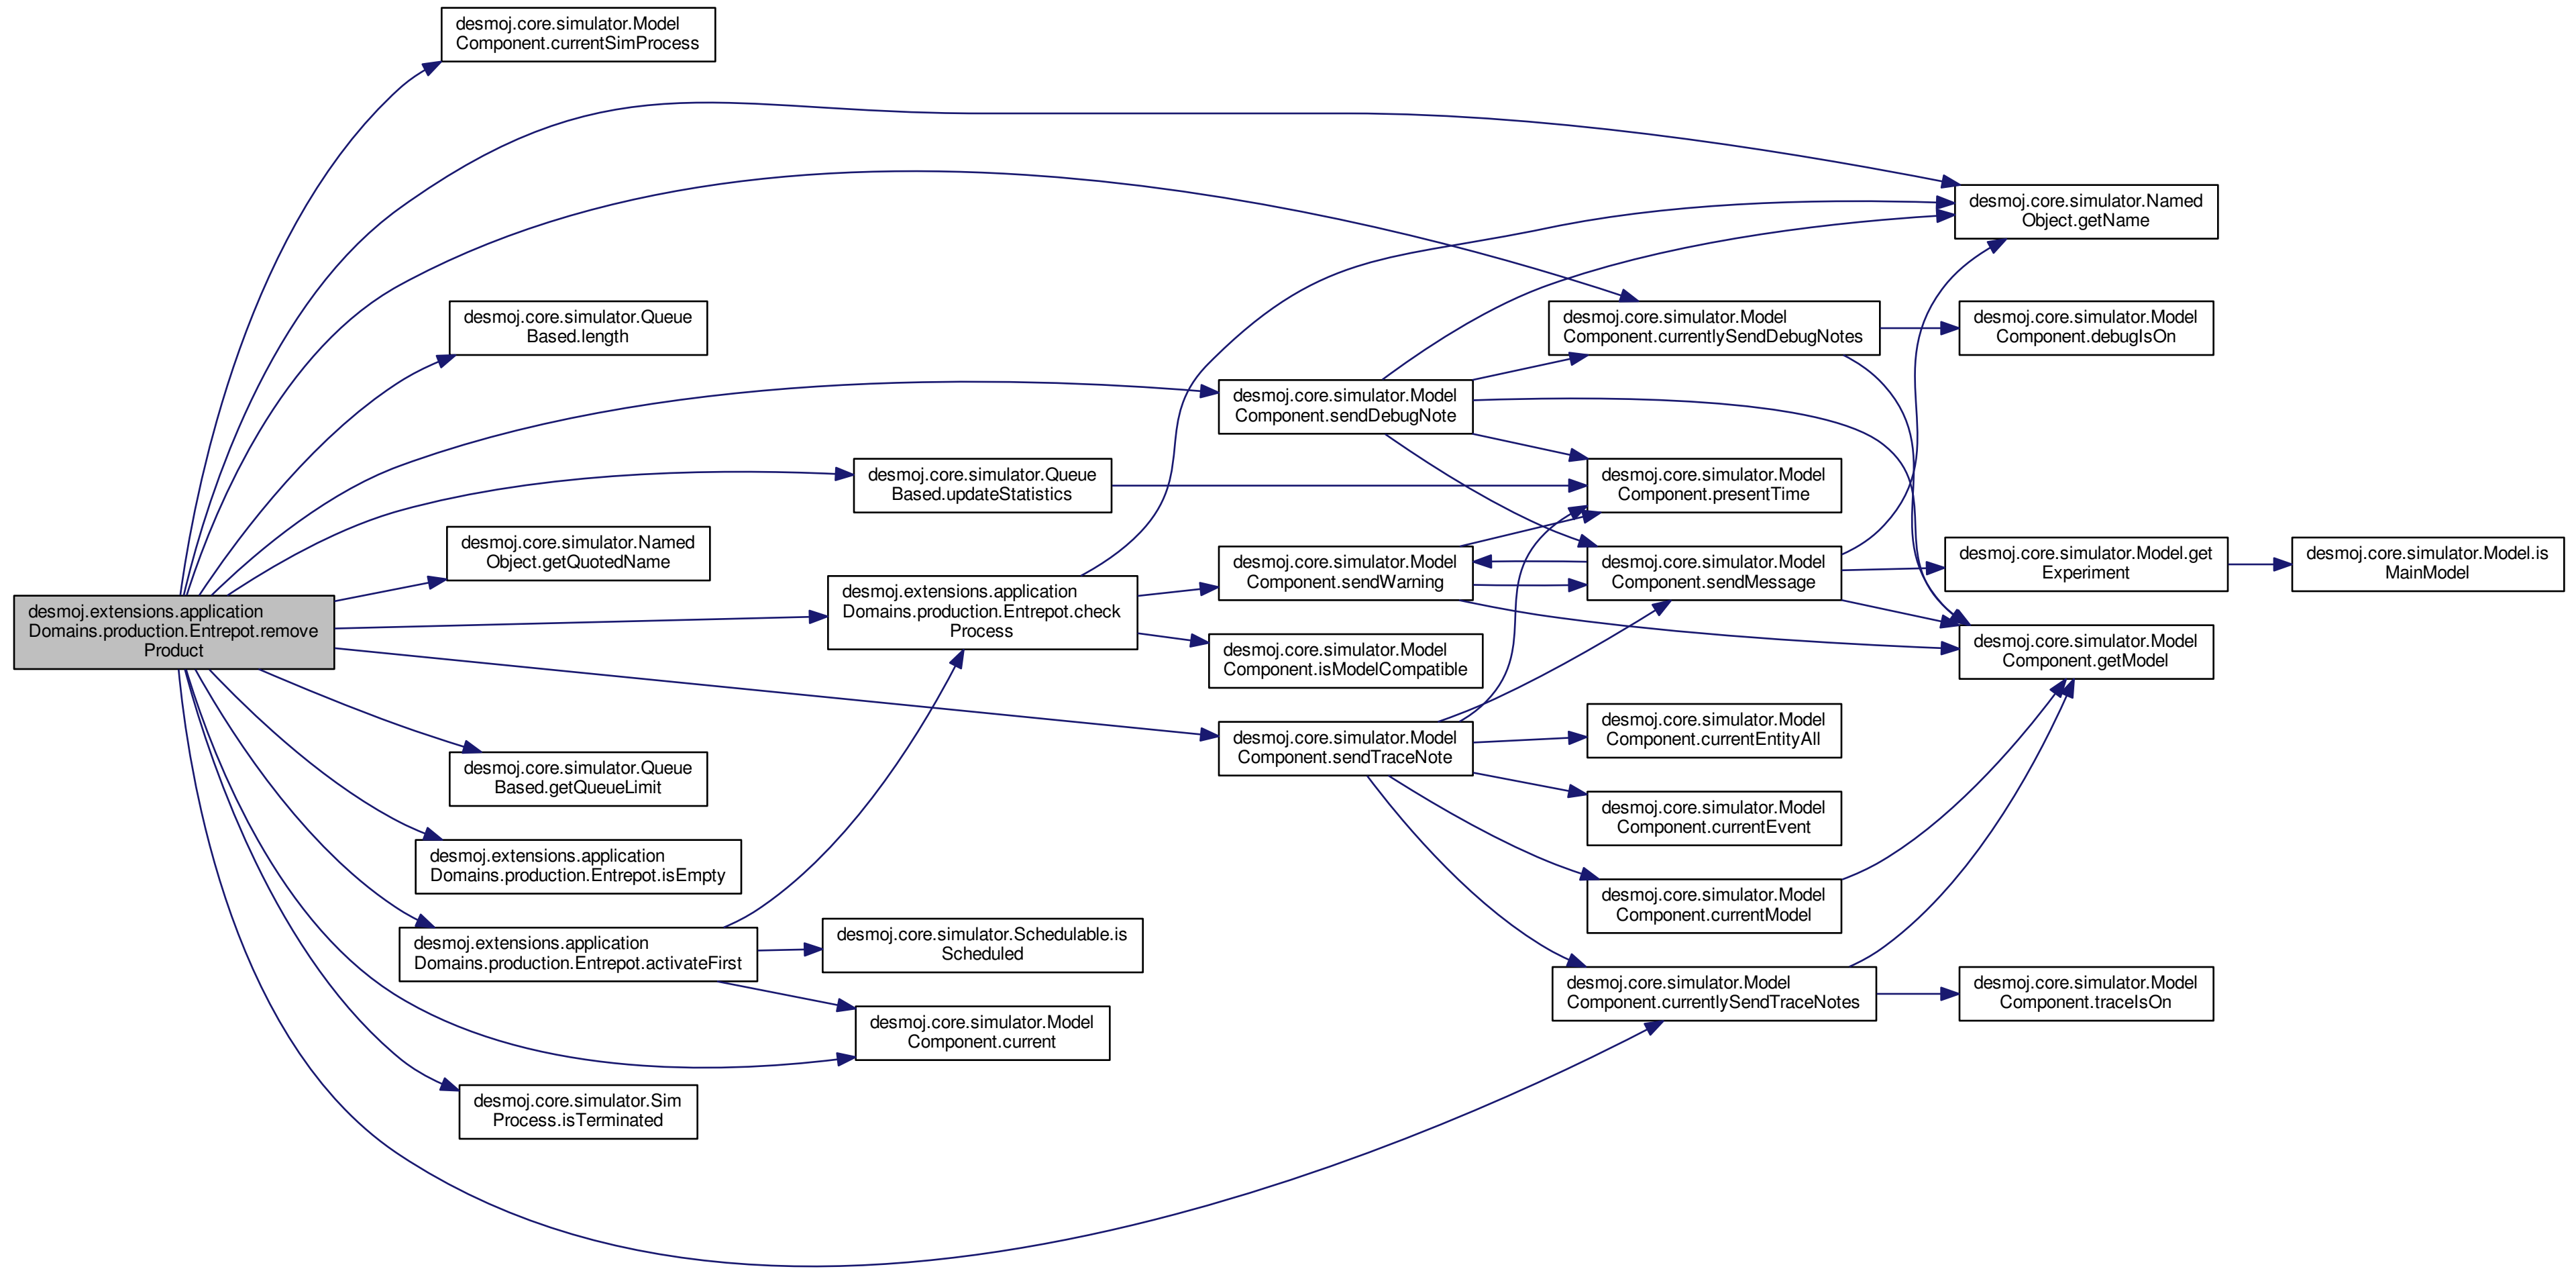 desmoj.core.simulator.Model
Component.currentSimProcess
desmoj.core.simulator.Named
Object.getName
desmoj.core.simulator.Queue
Based.length
desmoj.core.simulator.Model
Component.currentlySendDebugNotes
desmoj.core.simulator.Model
Component.debugIsOn
desmoj.core.simulator.Model
Component.sendDebugNote
desmoj.core.simulator.Queue
Based.updateStatistics
desmoj.core.simulator.Model
Component.presentTime
desmoj.core.simulator.Named
Object.getQuotedName
desmoj.core.simulator.Model
Component.sendWarning
desmoj.core.simulator.Model
Component.sendMessage
desmoj.core.simulator.Model.get
Experiment
desmoj.core.simulator.Model.is
MainModel
desmoj.extensions.application
Domains.production.Entrepot.remove
Product
desmoj.extensions.application
Domains.production.Entrepot.check
Process
desmoj.core.simulator.Model
Component.isModelCompatible
desmoj.core.simulator.Model
Component.getModel
desmoj.core.simulator.Model
Component.sendTraceNote
desmoj.core.simulator.Model
Component.currentEntityAll
desmoj.core.simulator.Queue
Based.getQueueLimit
desmoj.core.simulator.Model
Component.currentEvent
desmoj.extensions.application
Domains.production.Entrepot.isEmpty
desmoj.core.simulator.Model
Component.currentModel
desmoj.extensions.application
Domains.production.Entrepot.activateFirst
desmoj.core.simulator.Schedulable.is
Scheduled
desmoj.core.simulator.Model
Component.currentlySendTraceNotes
desmoj.core.simulator.Model
Component.traceIsOn
desmoj.core.simulator.Model
Component.current
desmoj.core.simulator.Sim
Process.isTerminated